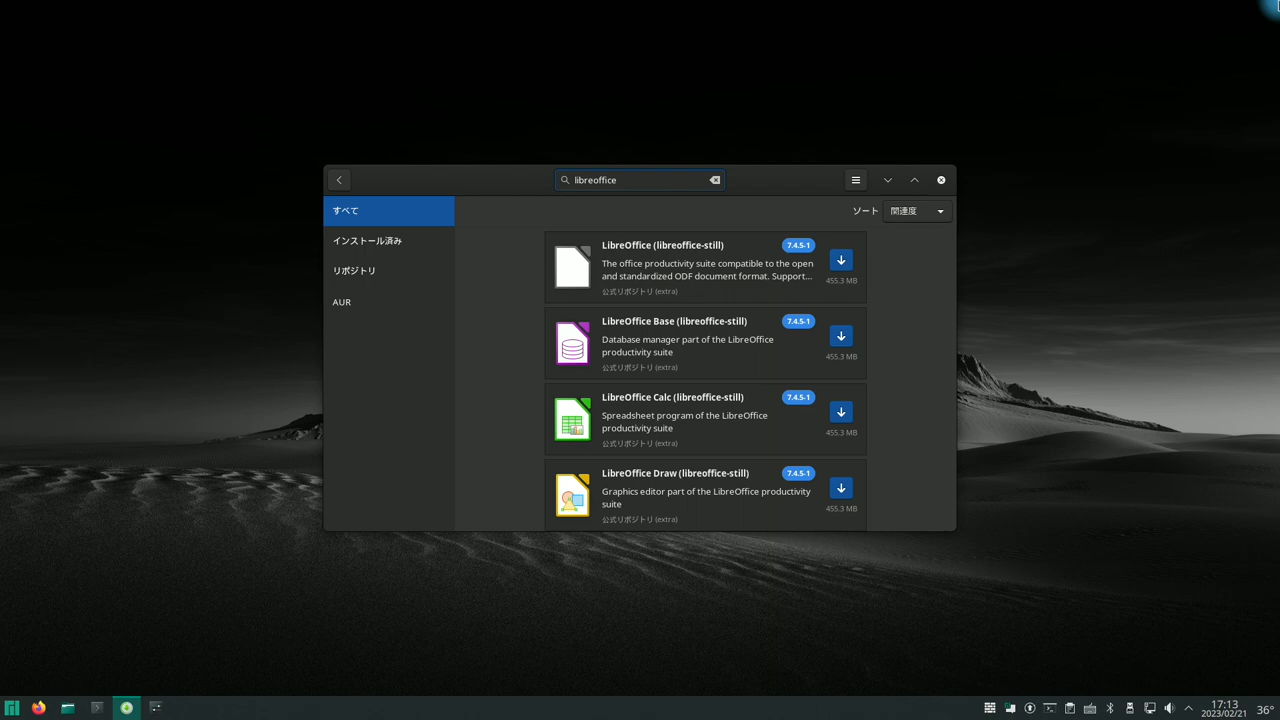 libreoffice
すべて
インストール済み
リポジトリ
AUR
ソート
関連度
LibreOffice (libreoffice-still)
7.4.5-1
The office productivity suite compatible to the open
and standardized ODF document format. Support...
公式リポジトリ (extra)
455.3 MB
LibreOffice Base (libreoffice-still)
7.4.5-1
Database manager part of the LibreOffice
productivity suite
公式リポジトリ (extra)
455.3 MB
LibreOffice Calc (libreoffice-still)
7.4.5-1
Spreadsheet program of the LibreOffice
productivity suite
公式リポジトリ (extra)
455.3 MB
LibreOffice Draw (libreoffice-still)
7.4.5-1
Graphics editor part of the LibreOffice productivity
suite
公式リポジトリ (extra)
455.3 MB
17:13
2023/02/21
36°